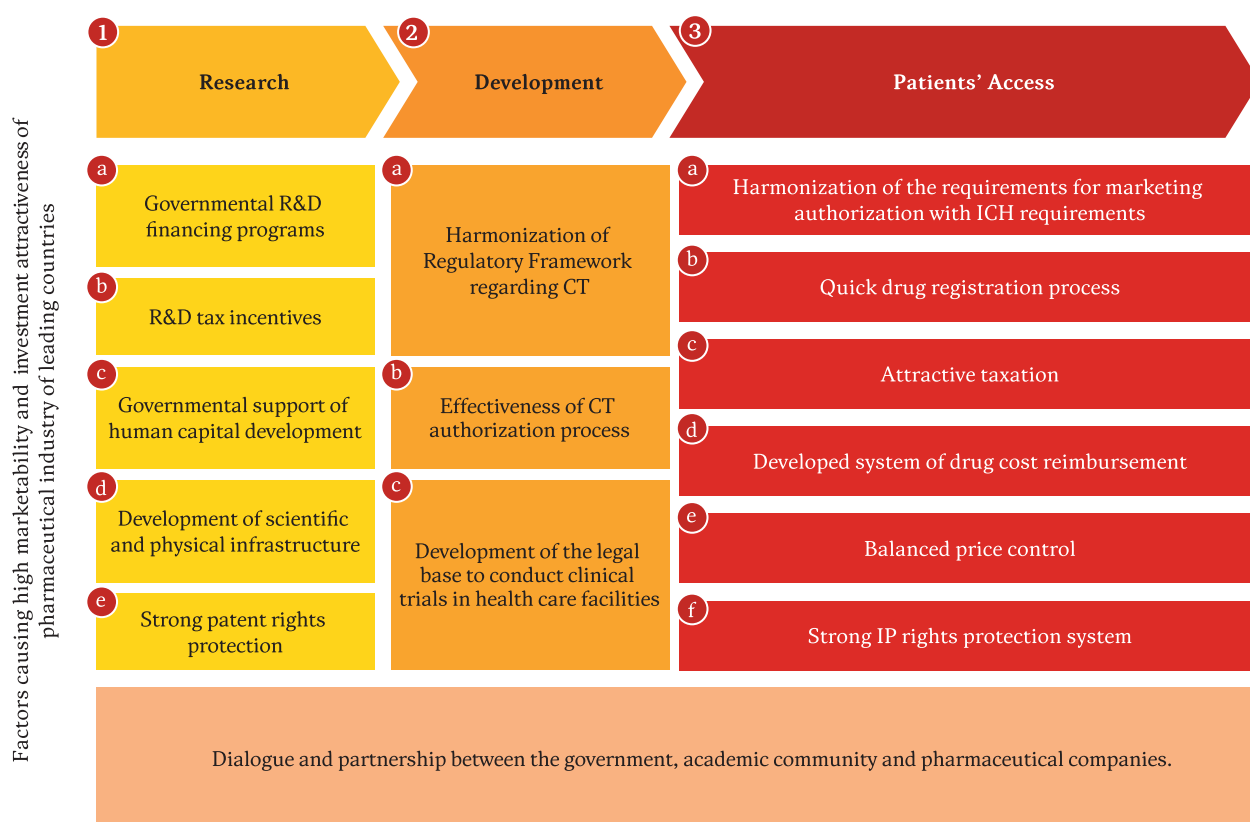 Factors causing high marketability and investment attractiveness of
pharmaceutical industry of leading countries
1
Research
a
Governmental R&D
financing programs
b
R&D tax incentives
c
Governmental support of
human capital development
d
Development of scientific
and physical infrastructure
e
Strong patent rights
protection
2
Development
a
Harmonization of
Regulatory Framework
regarding CT
b
Effectiveness of CT
authorization process
c
Development of the legal
base to conduct clinical
trials in health care facilities
3
Patients’ Access
a
Harmonization of the requirements for marketing
authorization with ICH requirements
b
Quick drug registration process
c
Attractive taxation
d
Developed system of drug cost reimbursement
e
Balanced price control
f
Strong IP rights protection system
Dialogue and partnership between the government, academic community and pharmaceutical companies.